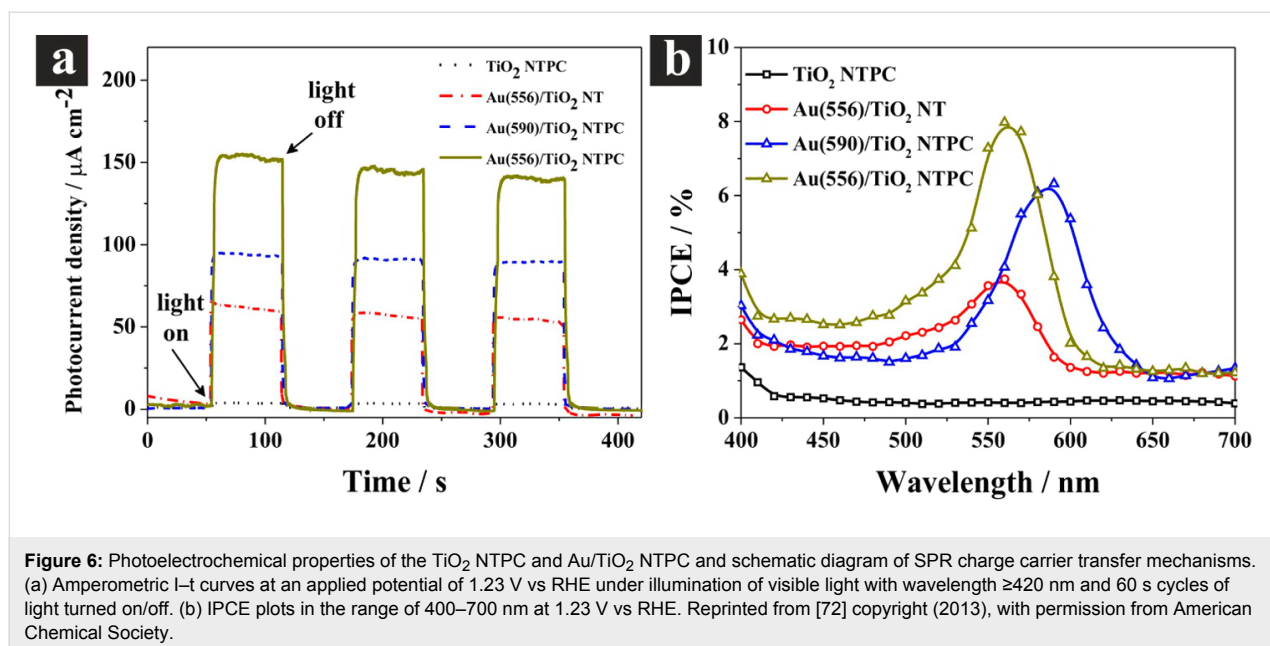 a
200
150
100
50
0
Photocurrent density / μA cm⁻²
light
on
light
off
TiO₂ NTPC
Au(556)/TiO₂ NT
Au(590)/TiO₂ NTPC
Au(556)/TiO₂ NTPC
0 100 200 300 400
Time / s
b
10
8
6
4
2
0
IPCE / %
TiO₂ NTPC
Au(556)/TiO₂ NT
Au(590)/TiO₂ NTPC
Au(556)/TiO₂ NTPC
400 450 500 550 600 650 700
Wavelength / nm
Figure 6: Photoelectrochemical properties of the TiO₂ NTPC and Au/TiO₂ NTPC and schematic diagram of SPR charge carrier transfer mechanisms.
(a) Amperometric I–t curves at an applied potential of 1.23 V vs RHE under illumination of visible light with wavelength ≥420 nm and 60 s cycles of
light turned on/off. (b) IPCE plots in the range of 400–700 nm at 1.23 V vs RHE. Reprinted from [72] copyright (2013), with permission from American
Chemical Society.